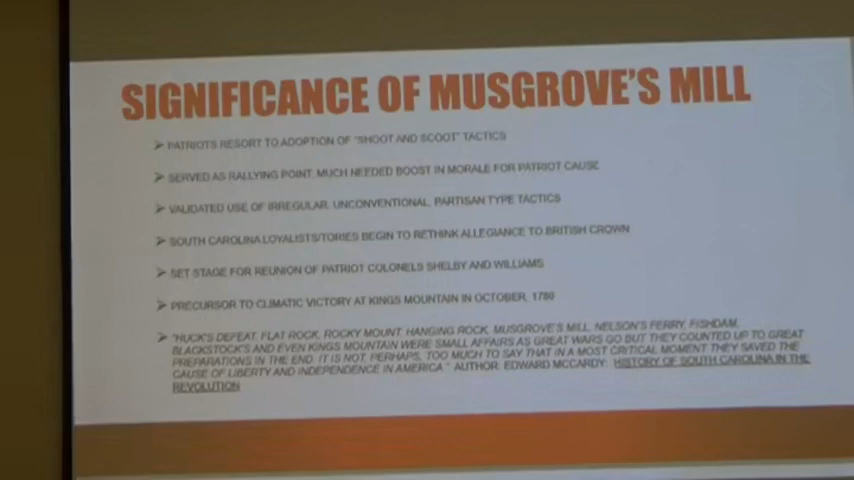 SIGNIFICANCE OF MUSGROVE'S MILL
➤ PATRIOTS RESORT TO ADOPTION OF "SHOOT AND SCOOT" TACTICS
➤ SERVED AS RALLYING POINT, MUCH NEEDED BOOST IN MORALE FOR PATRIOT CAUSE
➤ VALIDATED USE OF IRREGULAR, UNCONVENTIONAL, PARTISAN TYPE TACTICS
➤ SOUTH CAROLINA LOYALISTS/TORIES BEGIN TO RETHINK ALLEGIANCE TO BRITISH CROWN
➤ SET STAGE FOR REUNION OF PATRIOT COLONELS SHELBY AND WILLIAMS
➤ PRECURSOR TO CLIMATIC VICTORY AT KINGS MOUNTAIN IN OCTOBER, 1780
➤ "HUCK'S DEFEAT, FLAT ROCK, ROCKY MOUNT, HANGING ROCK, MUSGROVE'S MILL, NELSON'S FERRY, FISHDAM,
BLACKSTOCK'S AND EVEN KINGS MOUNTAIN WERE SMALL AFFAIRS AS GREAT WARS GO BUT THEY COUNTED UP TO GREAT
PREPARATIONS IN THE END. IT IS NOT, PERHAPS, TOO MUCH TO SAY THAT IN A MOST CRITICAL MOMENT THEY SAVED THE
CAUSE OF LIBERTY AND INDEPENDENCE IN AMERICA." AUTHOR: EDWARD MCCARDY: HISTORY OF SOUTH CAROLINA IN THE
REVOLUTION